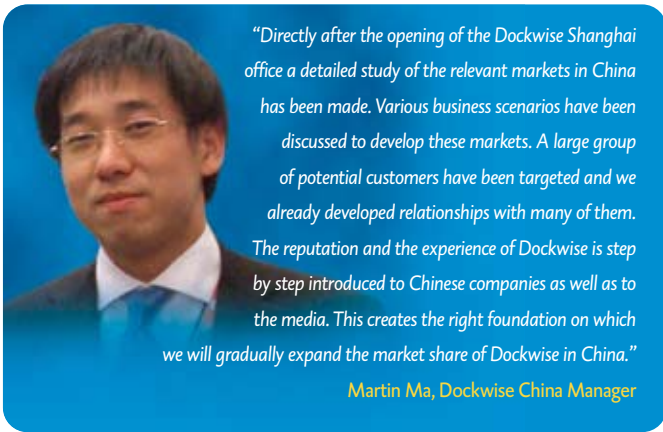 “Directly after the opening of the Dockwise Shanghai
office a detailed study of the relevant markets in China
has been made. Various business scenarios have been
discussed to develop these markets. A large group
of potential customers have been targeted and we
already developed relationships with many of them.
The reputation and the experience of Dockwise is step
by step introduced to Chinese companies as well as to
the media. This creates the right foundation on which
we will gradually expand the market share of Dockwise in China.”
Martin Ma, Dockwise China Manager